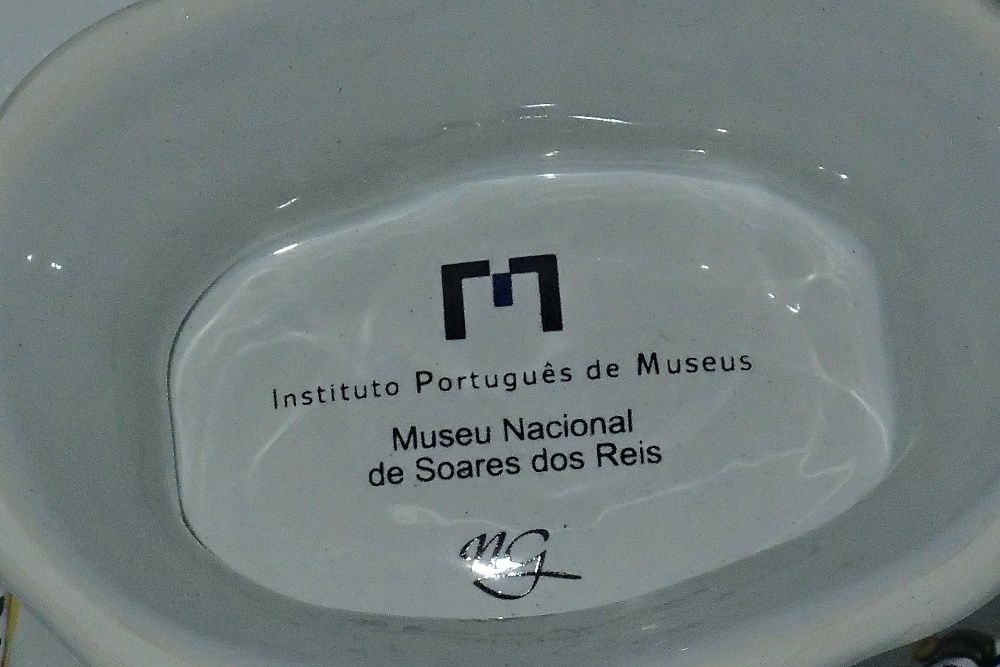 Instituto Português de Museus
Museu Nacional
de Soares dos Reis